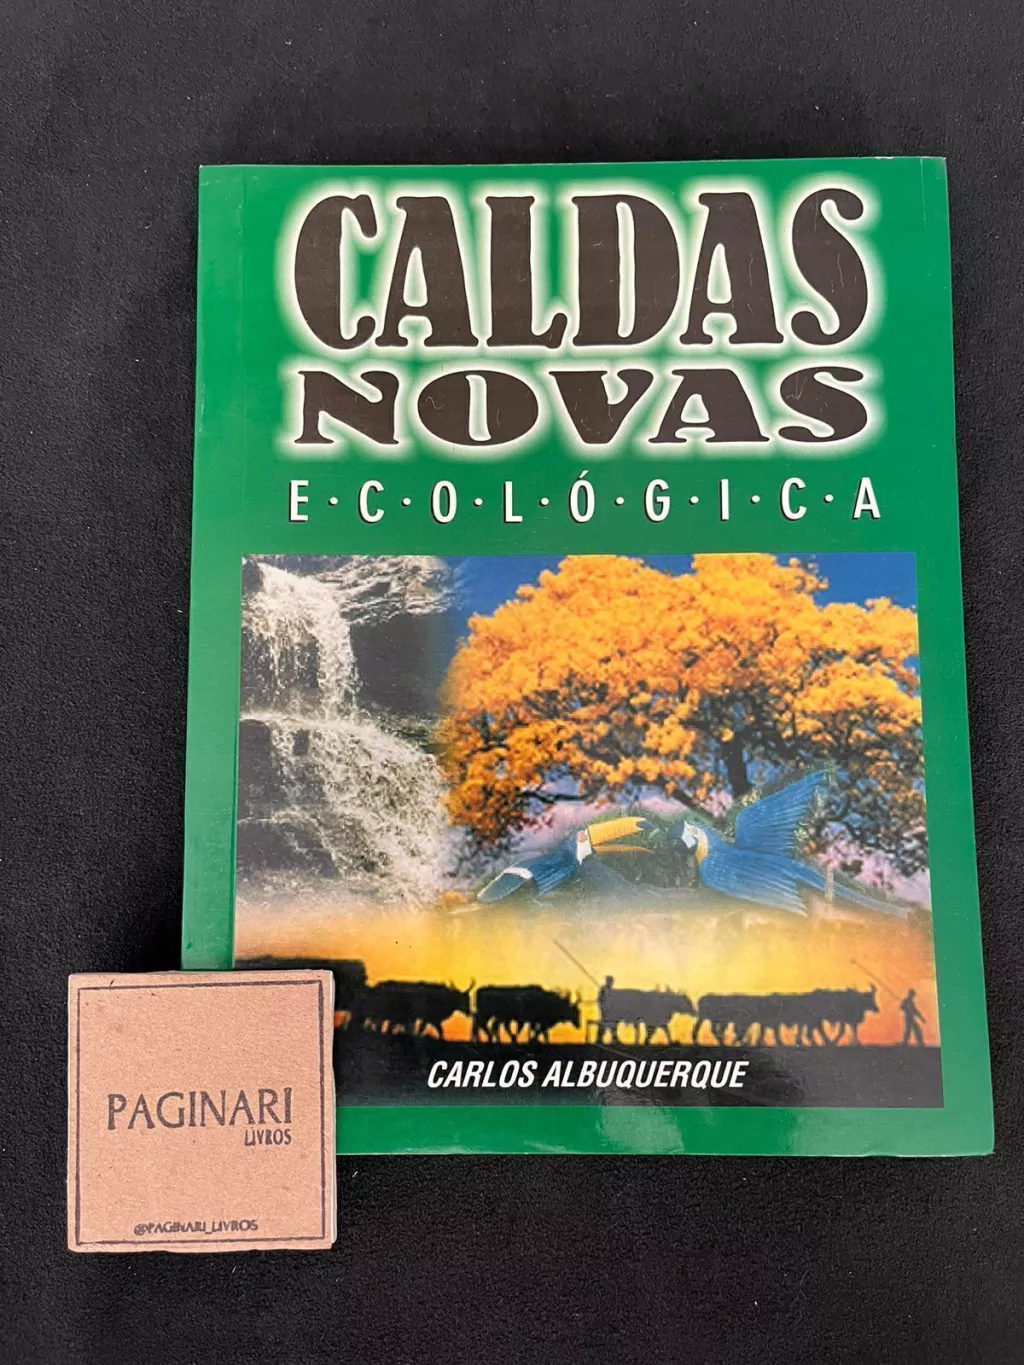 CALDAS
NOVAS
E·C·O·L·Ó·G·I·C·A
CARLOS ALBUQUERQUE
PAGINARI
LIVROS
@PAGINARI_LIVROS